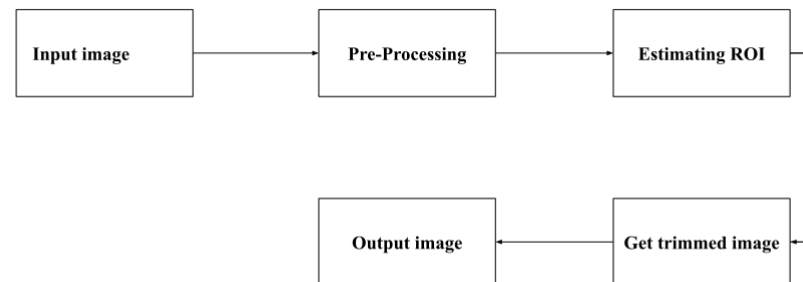 Input image
Pre-Processing
Estimating ROI
Get trimmed image
Output image